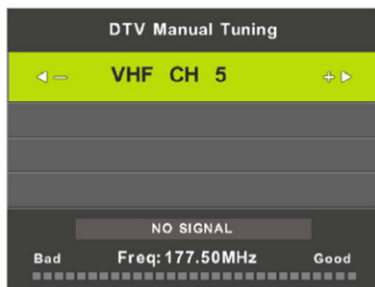 DTV Manual Tuning
VHF CH 5
NO SIGNAL
Bad Freq:177.50MHz Good